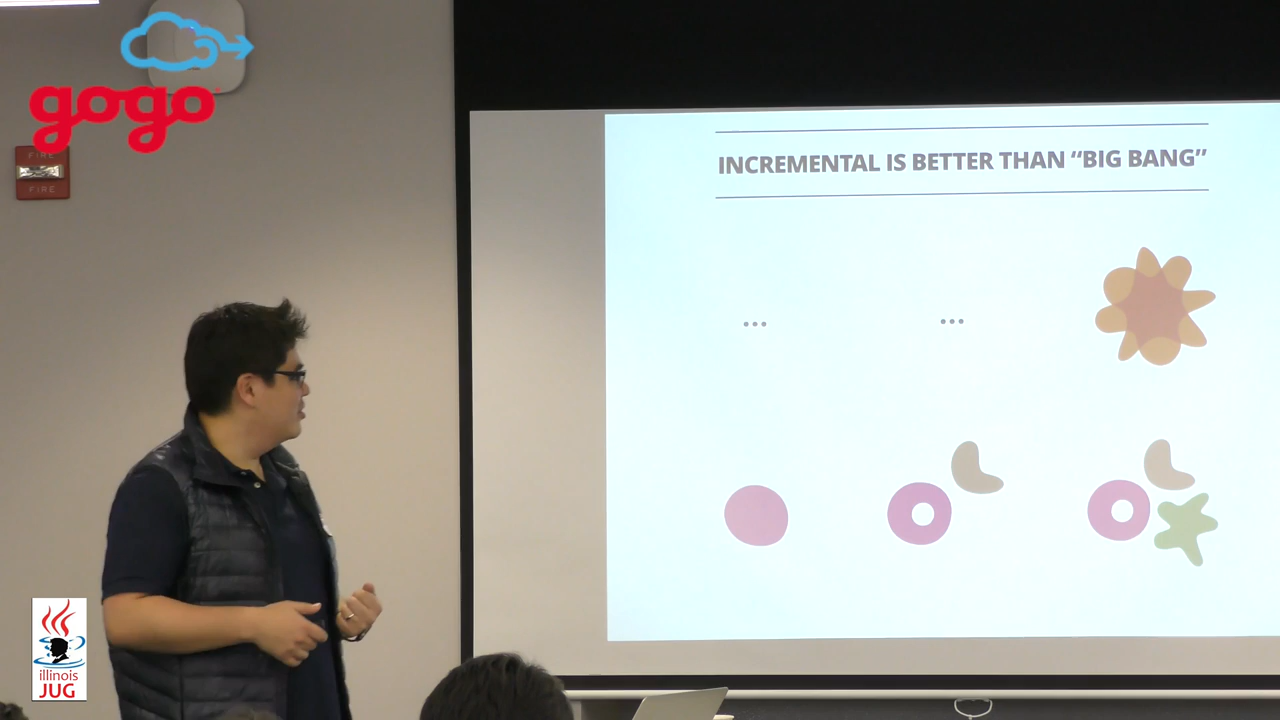 gogo
FIRE
FIRE
INCREMENTAL IS BETTER THAN “BIG BANG”
...
...
illinois
JUG